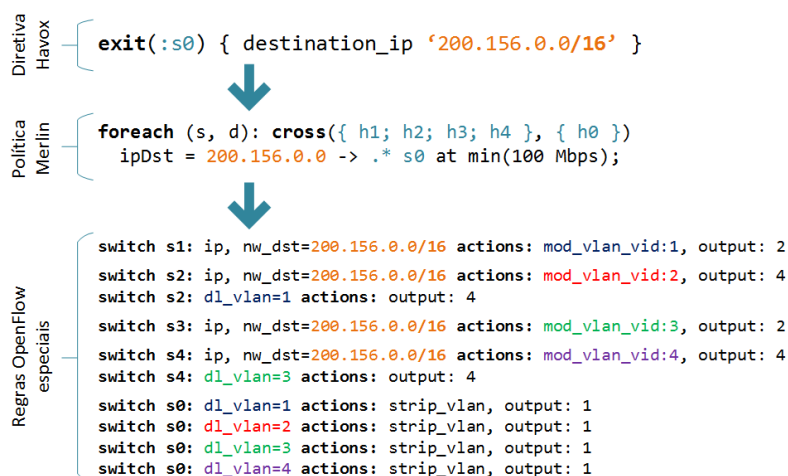 Diretiva
Havox
exit(:s0) { destination_ip ‘200.156.0.0/16’ }
Política
Merlin
foreach (s, d): cross({ h1; h2; h3; h4 }, { h0 })
ipDst = 200.156.0.0 -> .* s0 at min(100 Mbps);
Regras OpenFlow
especiais
switch s1: ip, nw_dst=200.156.0.0/16 actions: mod_vlan_vid:1, output: 2
switch s2: ip, nw_dst=200.156.0.0/16 actions: mod_vlan_vid:2, output: 4
switch s2: dl_vlan=1 actions: output: 4
switch s3: ip, nw_dst=200.156.0.0/16 actions: mod_vlan_vid:3, output: 2
switch s4: ip, nw_dst=200.156.0.0/16 actions: mod_vlan_vid:4, output: 4
switch s4: dl_vlan=3 actions: output: 4
switch s0: dl_vlan=1 actions: strip_vlan, output: 1
switch s0: dl_vlan=2 actions: strip_vlan, output: 1
switch s0: dl_vlan=3 actions: strip_vlan, output: 1
switch s0: dl_vlan=4 actions: strip_vlan, output: 1